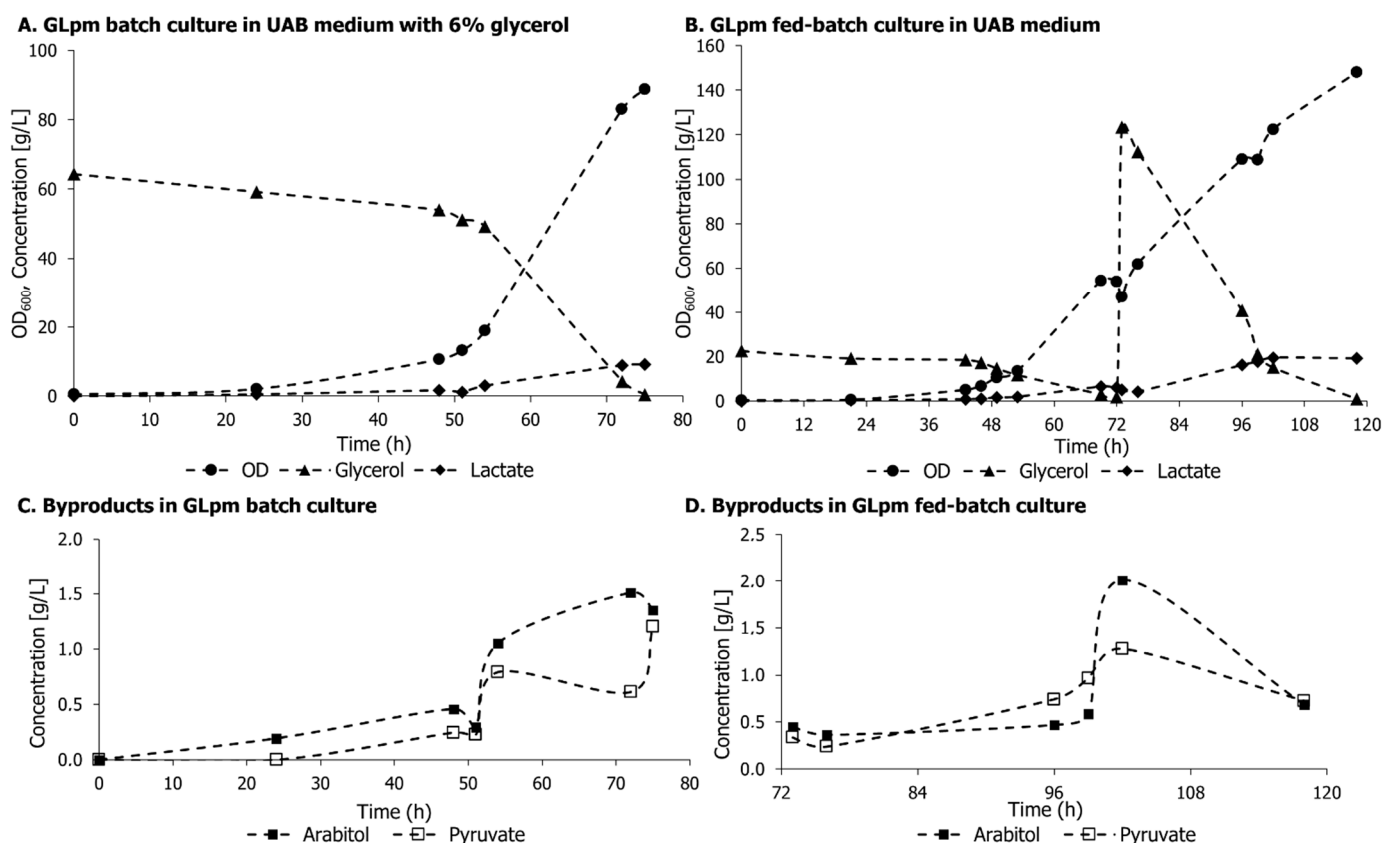 A. GLpm batch culture in UAB medium with 6% glycerol
100
80
60
40
20
0
OD600, Concentration [g/L]
0 10 20 30 40 50 60 70 80
Time (h)
OD Glycerol Lactate
B. GLpm fed-batch culture in UAB medium
160
140
120
100
80
60
40
20
0
OD600, Concentration [g/L]
0 12 24 36 48 60 72 84 96 108 120
Time (h)
OD Glycerol Lactate
C. Byproducts in GLpm batch culture
2.0
1.5
1.0
0.5
0.0
Concentration [g/L]
0 10 20 30 40 50 60 70 80
Time (h)
Arabitol Pyruvate
D. Byproducts in GLpm fed-batch culture
2.5
2.0
1.5
1.0
0.5
0.0
Concentration [g/L]
72 84 96 108 120
Time (h)
Arabitol Pyruvate